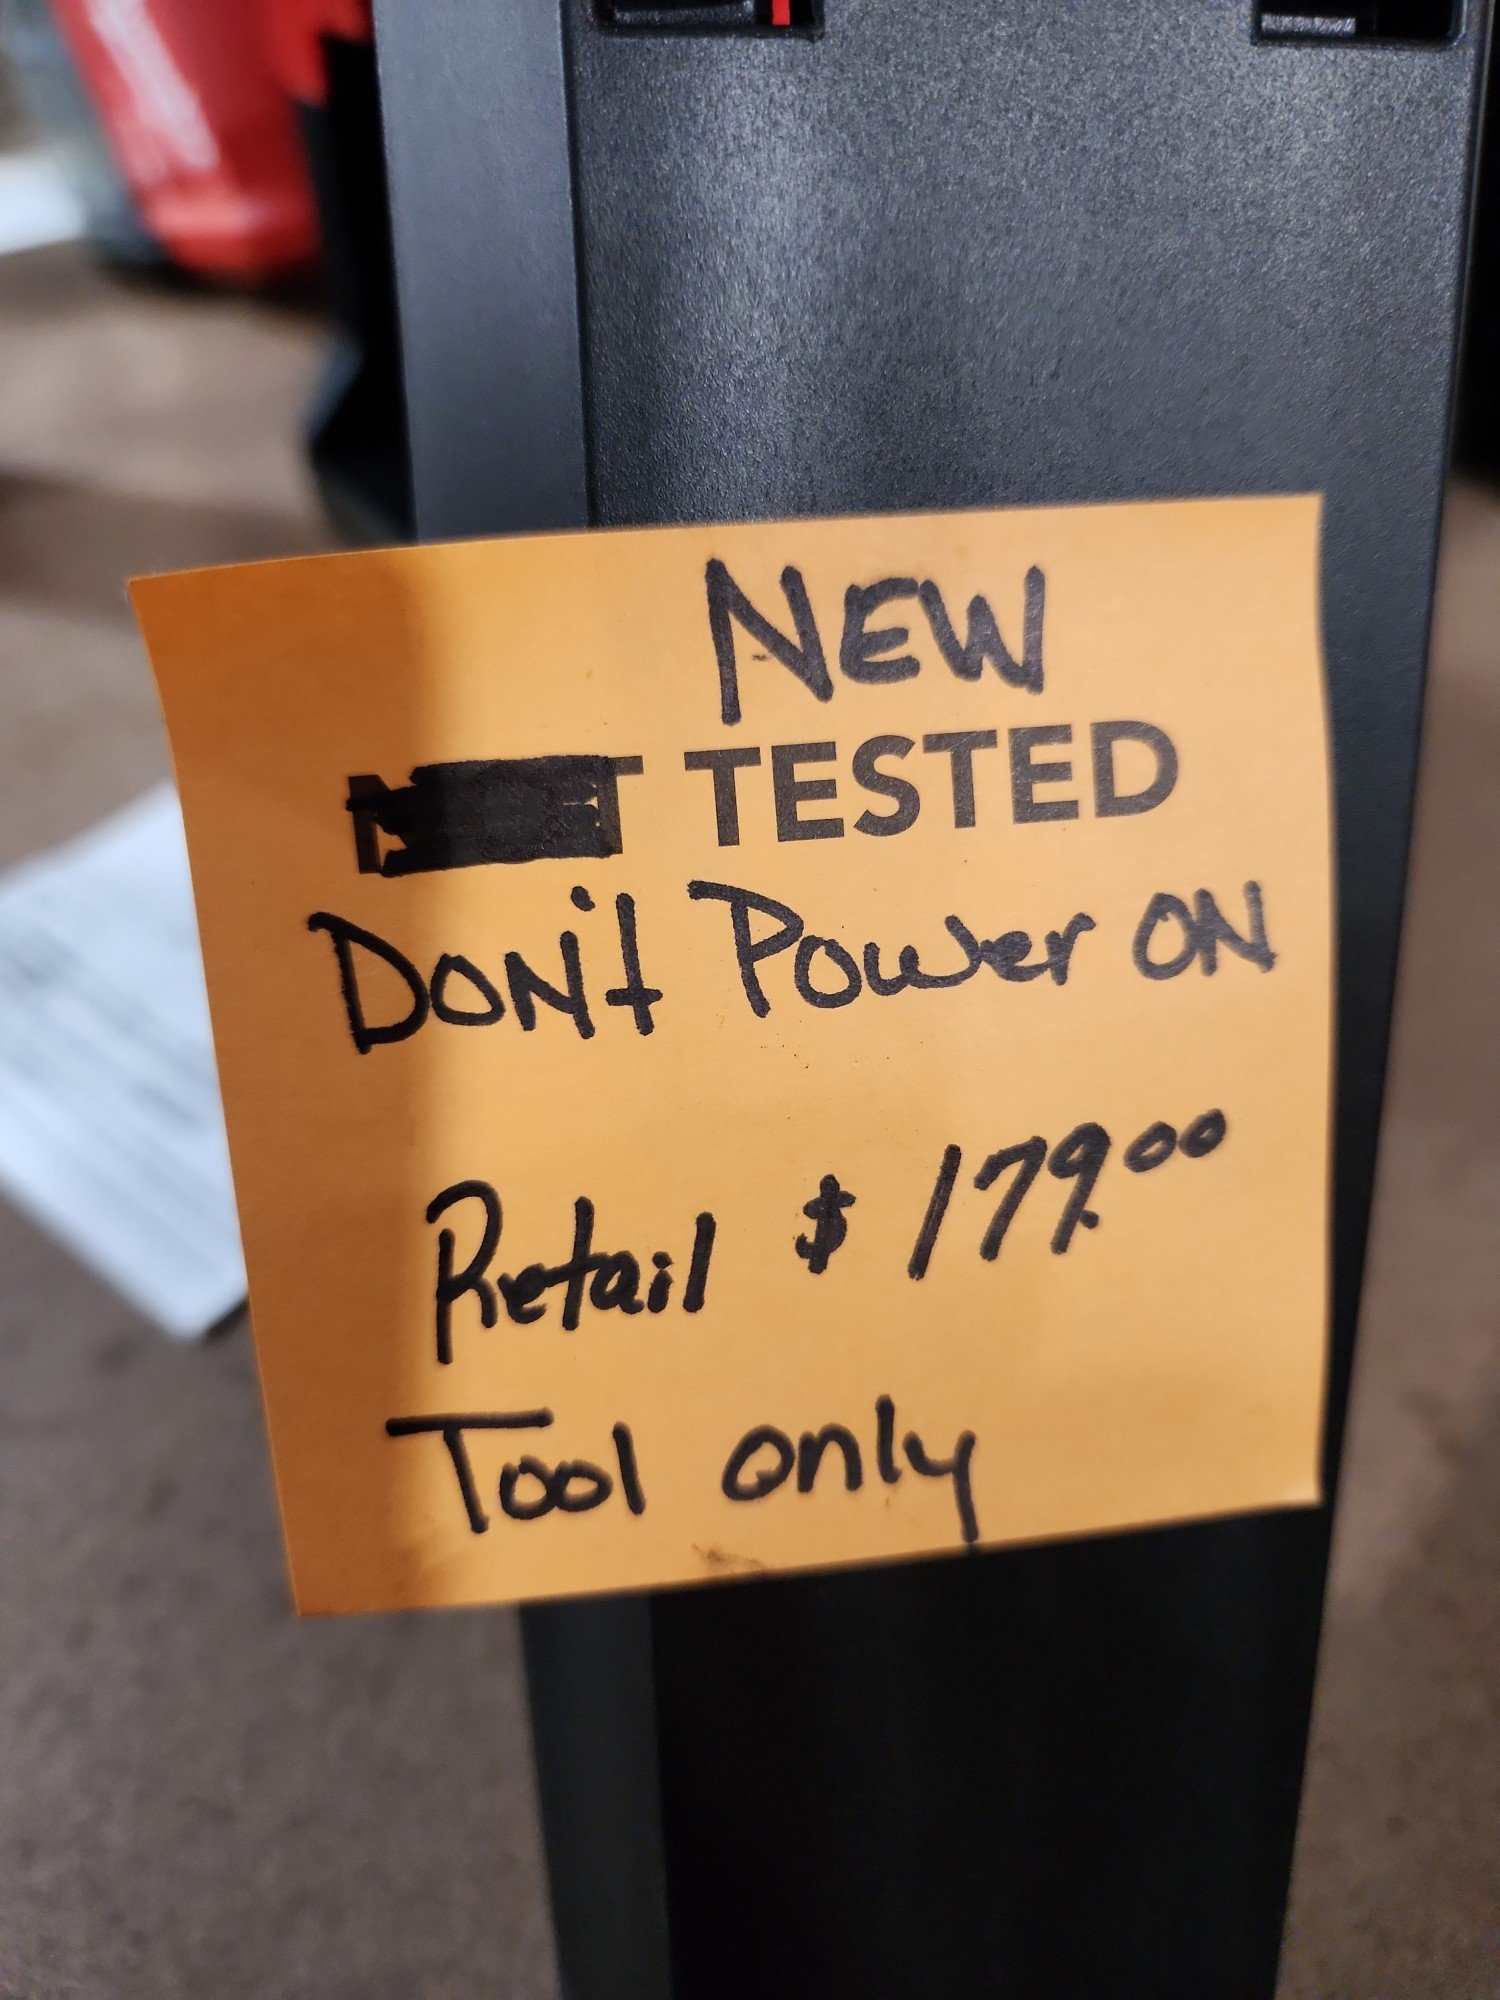 NEW
TESTED
DON't Power ON
Retail $179.00
Tool only